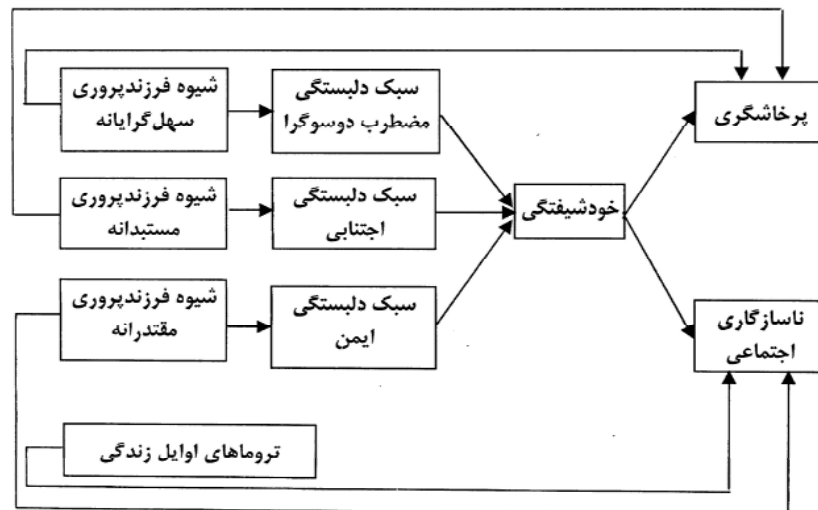 شیوه فرزندپروری
سهل‌گرایانه
سبک دلبستگی
مضطرب دوسوگرا
پرخاشگری
شیوه فرزندپروری
مستبدانه
سبک دلبستگی
اجتنابی
خودشیفتگی
شیوه فرزندپروری
مقتدرانه
سبک دلبستگی
ایمن
ناسازگاری
اجتماعی
تروماهای اوایل زندگی